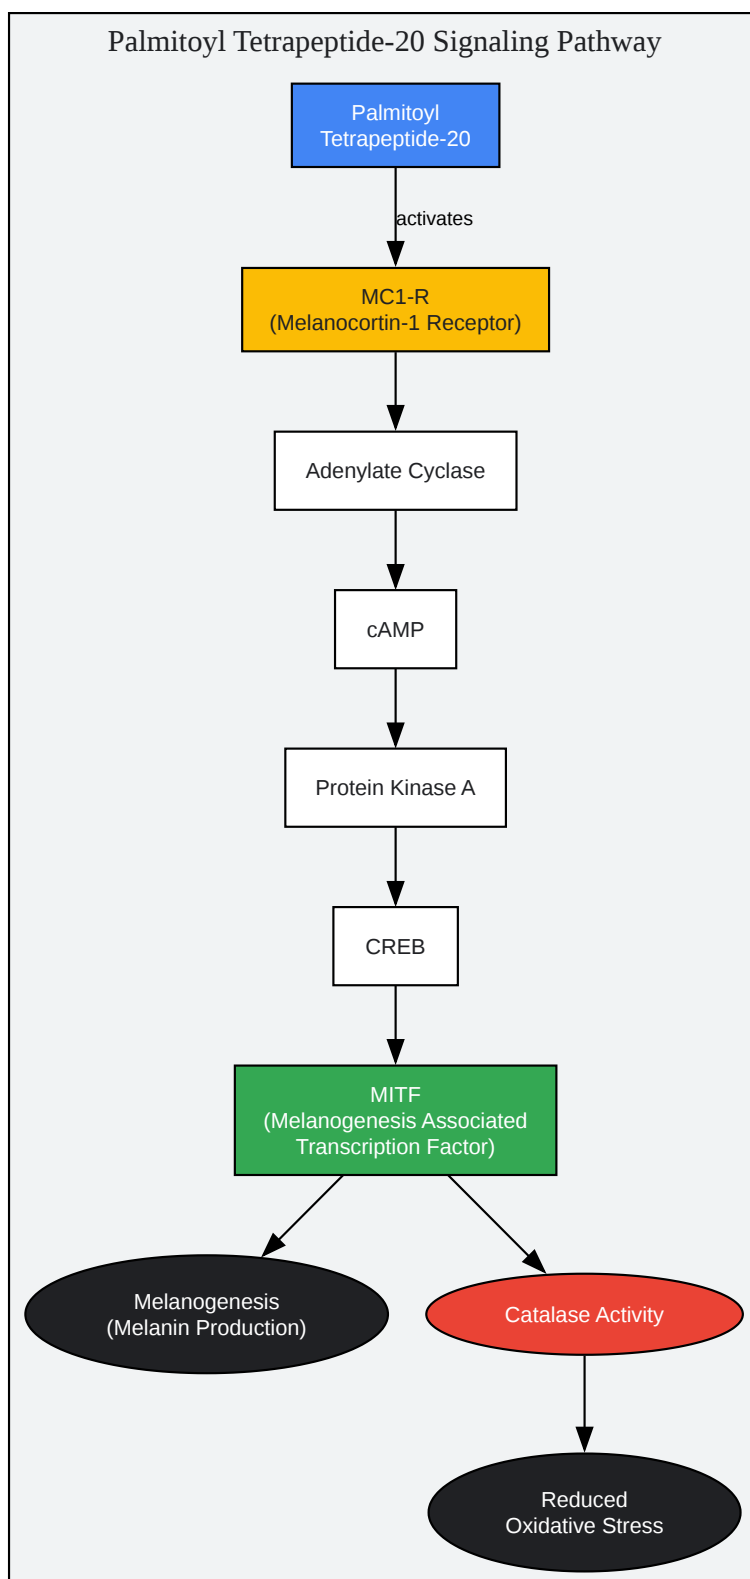 Palmitoyl Tetrapeptide-20 Signaling Pathway
Palmitoyl
Tetrapeptide-20
activates
MC1-R
(Melanocortin-1 Receptor)
Adenylate Cyclase
cAMP
Protein Kinase A
CREB
MITF
(Melanogenesis Associated
Transcription Factor)
Melanogenesis
(Melanin Production)
Catalase Activity
Reduced
Oxidative Stress